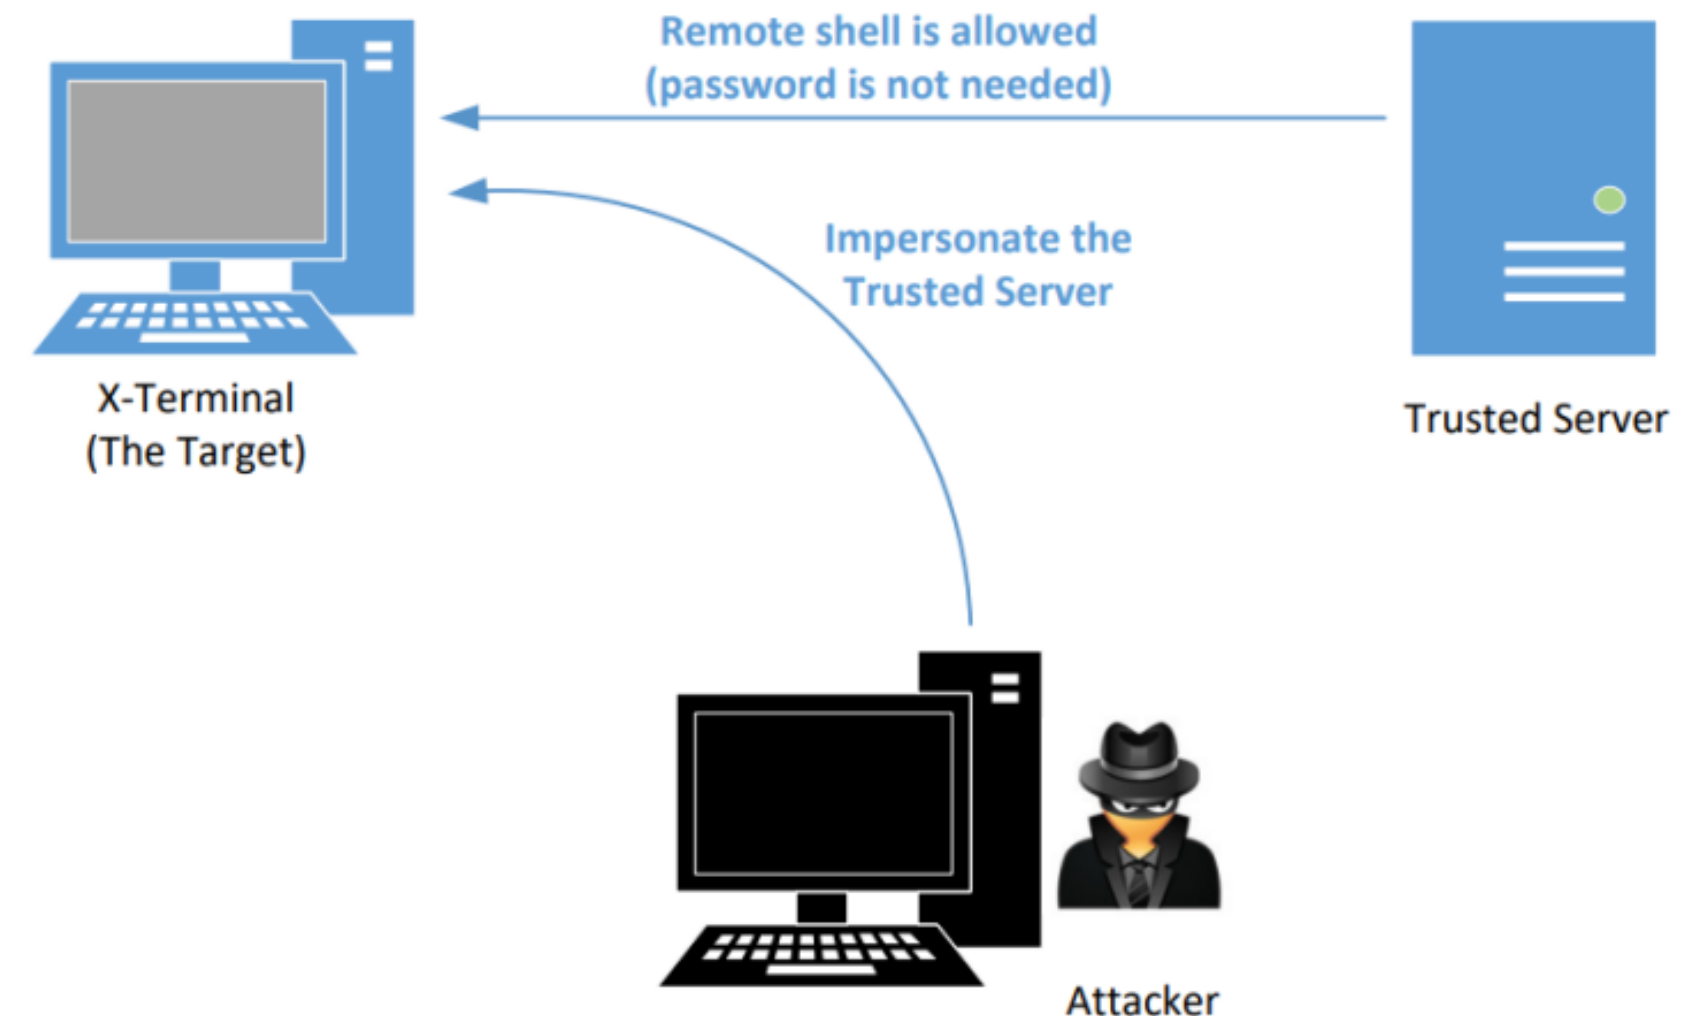 Remote shell is allowed
(password is not needed)
Impersonate the
Trusted Server
X-Terminal
(The Target)
Trusted Server
Attacker